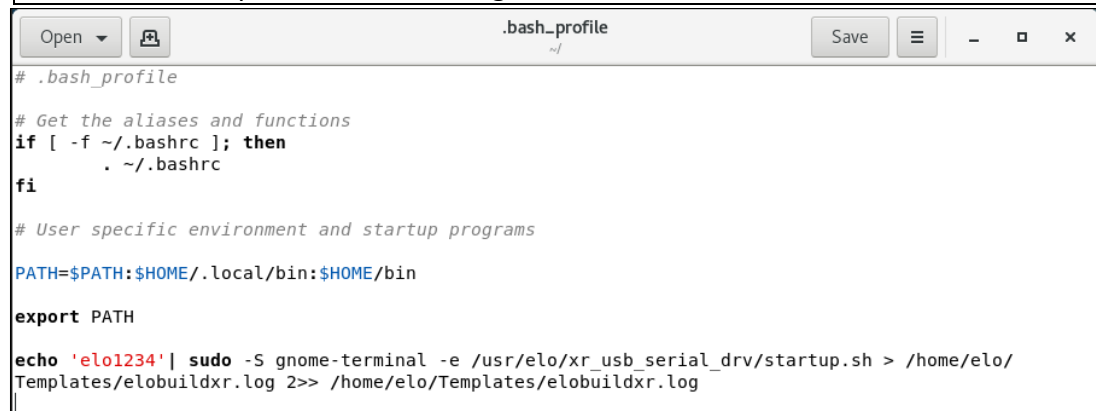 Open
.bash_profile
~/
Save
# .bash_profile
# Get the aliases and functions
if [ -f ~/.bashrc ]; then
        . ~/.bashrc
fi
# User specific environment and startup programs
PATH=$PATH:$HOME/.local/bin:$HOME/bin
export PATH
echo 'elo1234'| sudo -S gnome-terminal -e /usr/elo/xr_usb_serial_drv/startup.sh > /home/elo/
Templates/elobuildxr.log 2>> /home/elo/Templates/elobuildxr.log